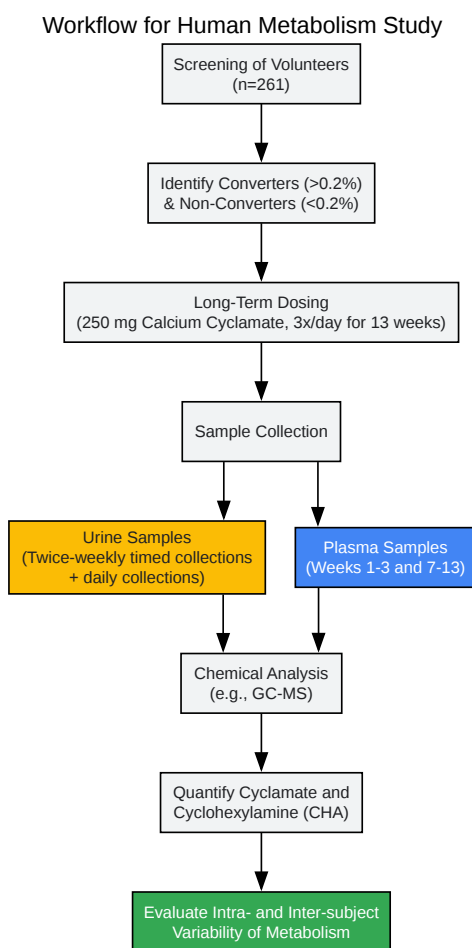 Workflow for Human Metabolism Study
Screening of Volunteers
(n=261)
Identify Converters (>0.2%)
& Non-Converters (<0.2%)
Long-Term Dosing
(250 mg Calcium Cyclamate, 3x/day for 13 weeks)
Sample Collection
Urine Samples
(Twice-weekly timed collections
+ daily collections)
Plasma Samples
(Weeks 1-3 and 7-13)
Chemical Analysis
(e.g., GC-MS)
Quantify Cyclamate and
Cyclohexylamine (CHA)
Evaluate Intra- and Inter-subject
Variability of Metabolism